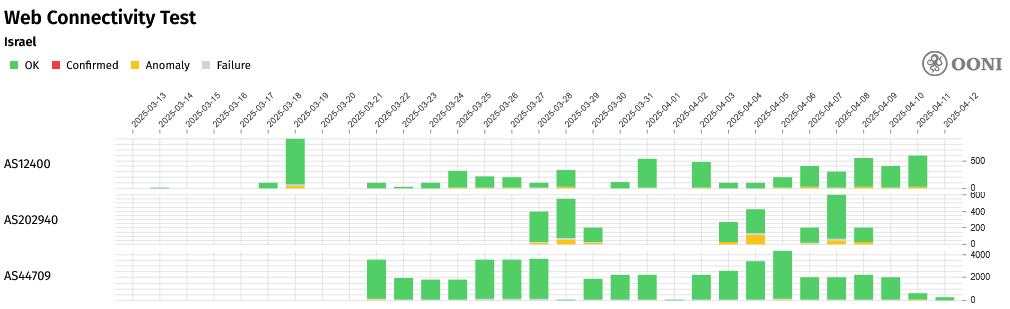 Web Connectivity Test
Israel
OK Confirmed Anomaly Failure
OONI
2025-03-13 2025-03-14 2025-03-15 2025-03-16 2025-03-17 2025-03-18 2025-03-19 2025-03-20 2025-03-21 2025-03-22 2025-03-23 2025-03-24 2025-03-25 2025-03-26 2025-03-27 2025-03-28 2025-03-29 2025-03-30 2025-03-31 2025-04-01 2025-04-02 2025-04-03 2025-04-04 2025-04-05 2025-04-06 2025-04-07 2025-04-08 2025-04-09 2025-04-10 2025-04-11 2025-04-12
AS12400
500
0
AS202940
600
400
200
0
AS44709
4000
2000
0